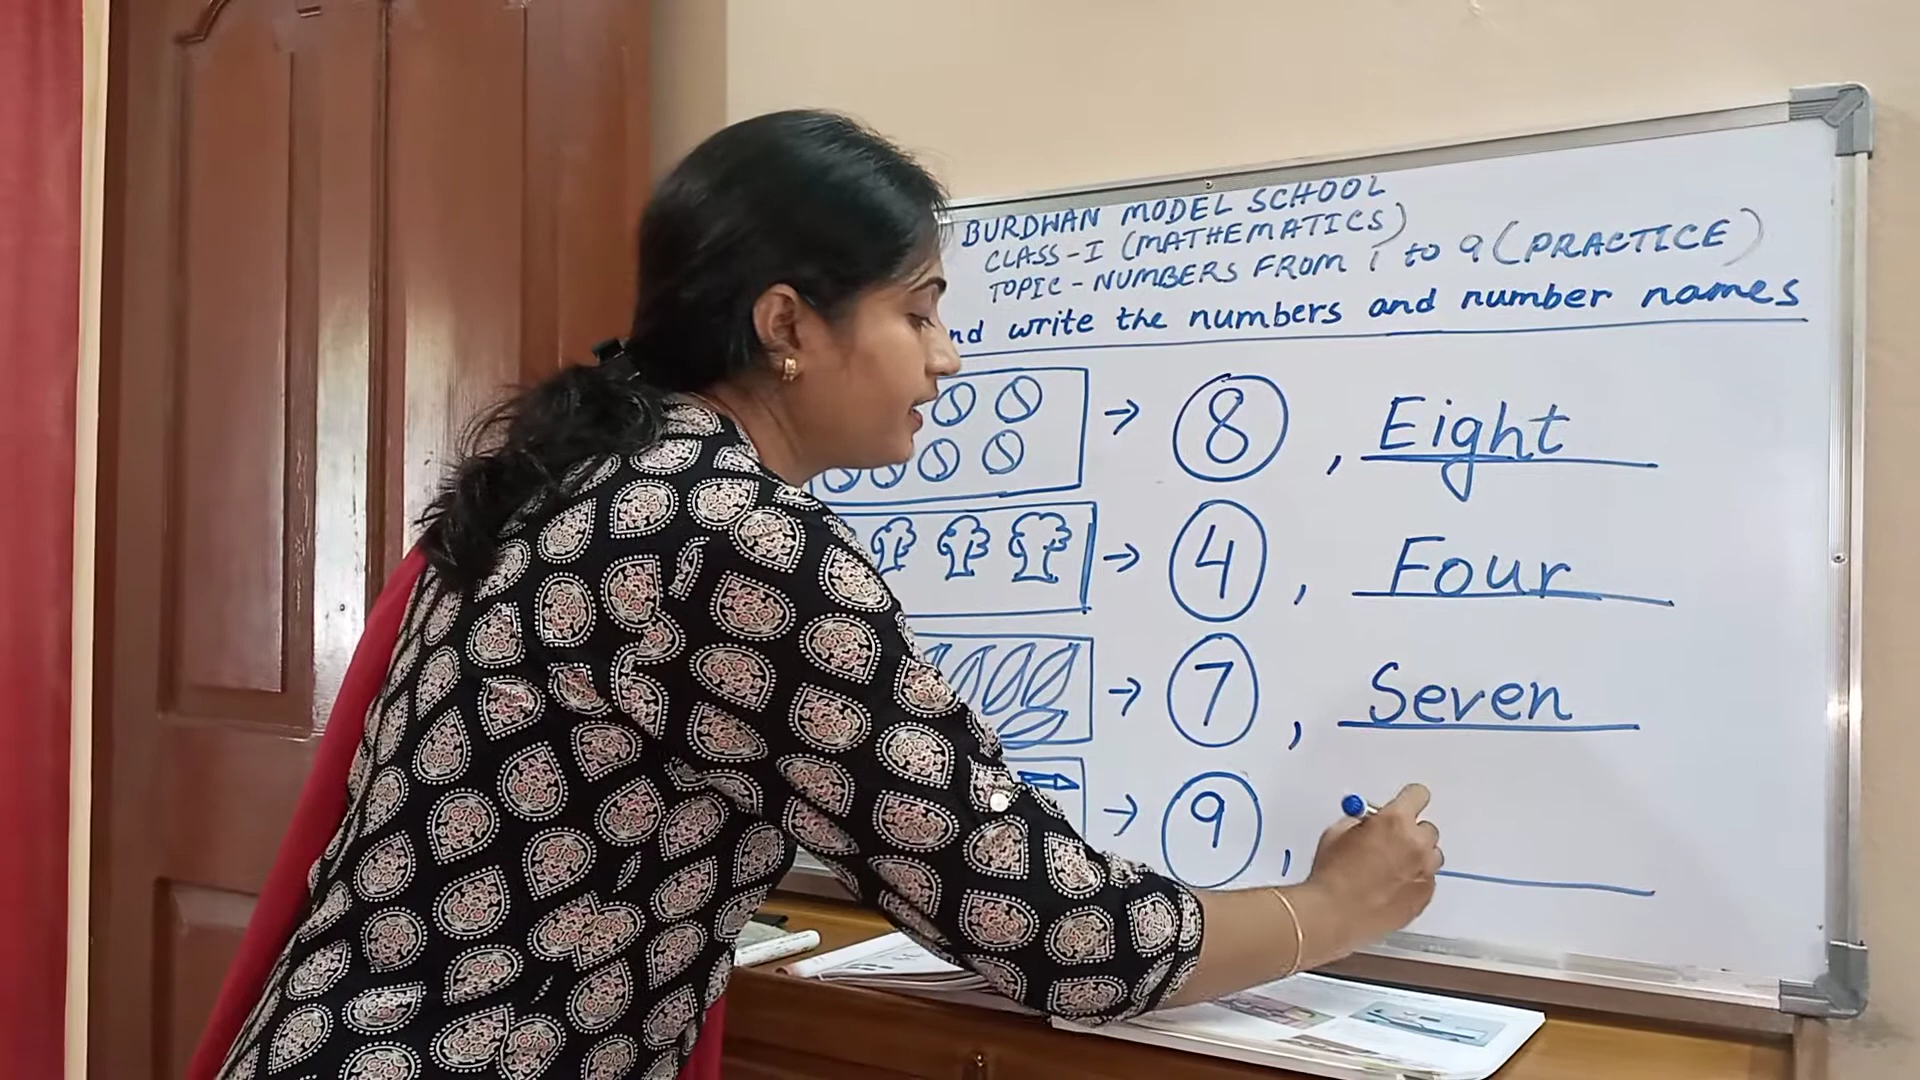 BURDWAN MODEL SCHOOL
CLASS-I (MATHEMATICS)
TOPIC - NUMBERS FROM 1 to 9 (PRACTICE)
write the numbers and number names
→ 8 , Eight
→ 4 , Four
→ 7 , Seven
→ 9 ,